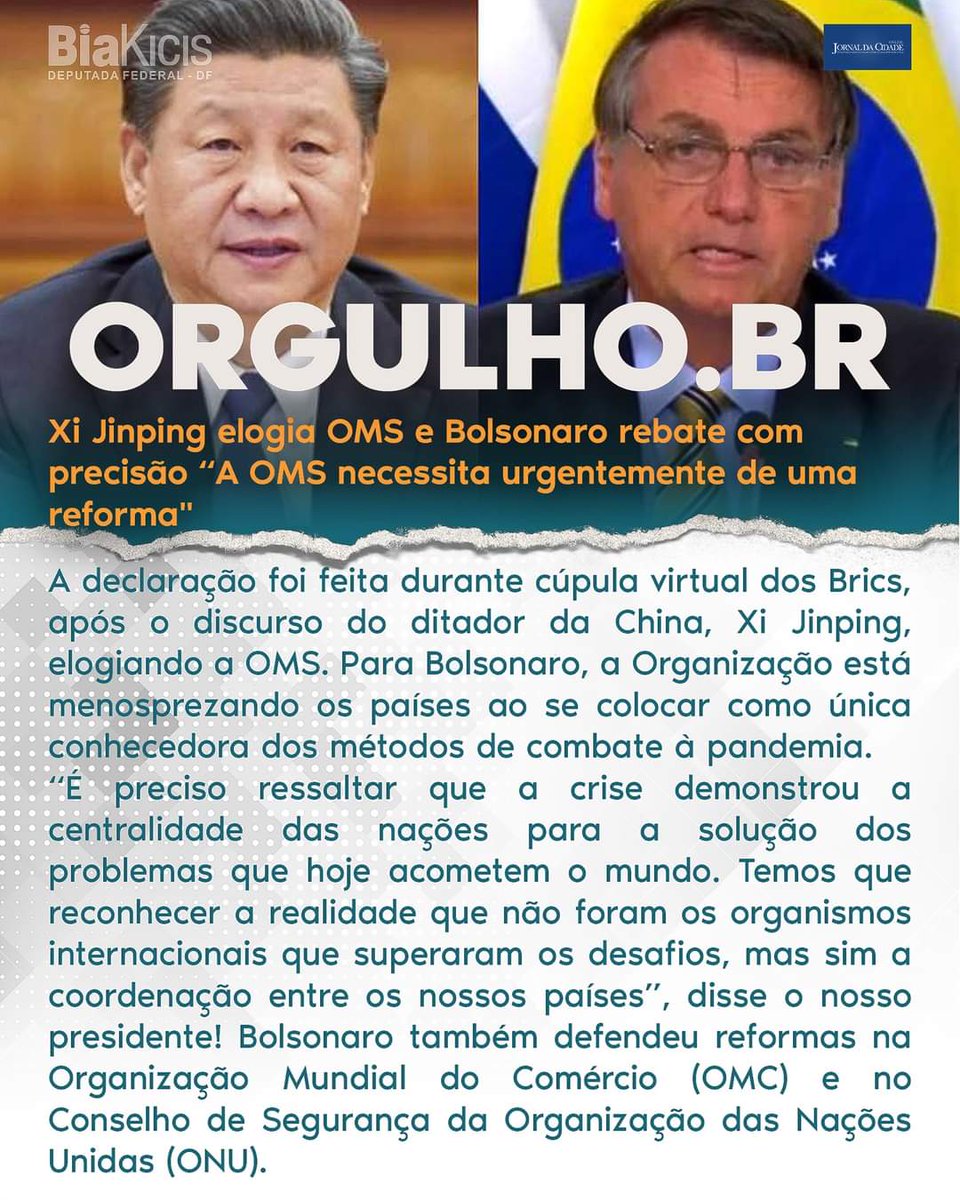 BiaKicis
DEPUTADA FEDERAL - DF
JORNAL DA CIDADE
ORGULHO.BR
Xi Jinping elogia OMS e Bolsonaro rebate com
precisão “A OMS necessita urgentemente de uma
reforma"
A declaração foi feita durante cúpula virtual dos Brics,
após o discurso do ditador da China, Xi Jinping,
elogiando a OMS. Para Bolsonaro, a Organização está
menosprezando os países ao se colocar como única
conhecedora dos métodos de combate à pandemia.
“É preciso ressaltar que a crise demonstrou a
centralidade das nações para a solução dos
problemas que hoje acometem o mundo. Temos que
reconhecer a realidade que não foram os organismos
internacionais que superaram os desafios, mas sim a
coordenação entre os nossos países”, disse o nosso
presidente! Bolsonaro também defendeu reformas na
Organização Mundial do Comércio (OMC) e no
Conselho de Segurança da Organização das Nações
Unidas (ONU).